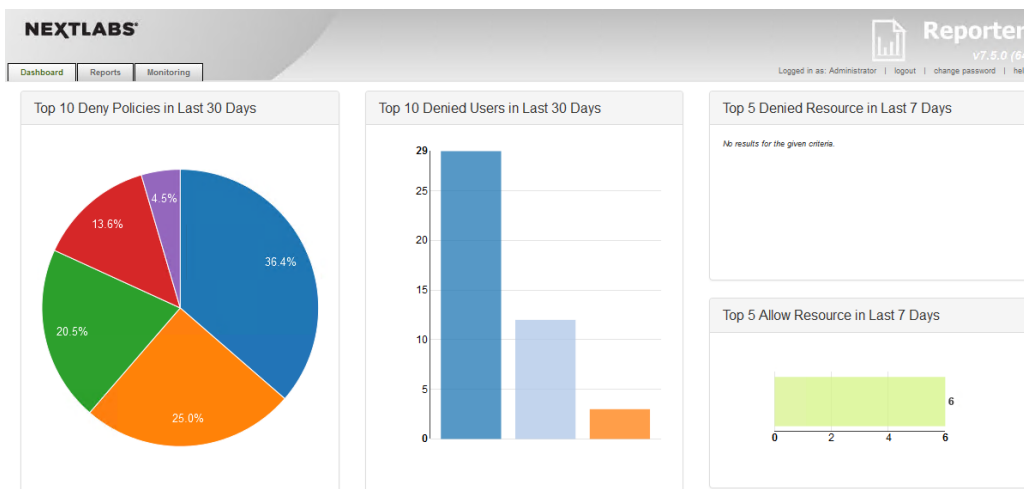 NEXTLABS®
Reporter
v7.5.0 (64
Dashboard
Reports
Monitoring
Logged in as: Administrator | logout | change password | hel
Top 10 Deny Policies in Last 30 Days
4.5%
13.6%
36.4%
20.5%
25.0%
Top 10 Denied Users in Last 30 Days
29
25
20
15
10
5
0
Top 5 Denied Resource in Last 7 Days
No results for the given criteria.
Top 5 Allow Resource in Last 7 Days
6
0 2 4 6